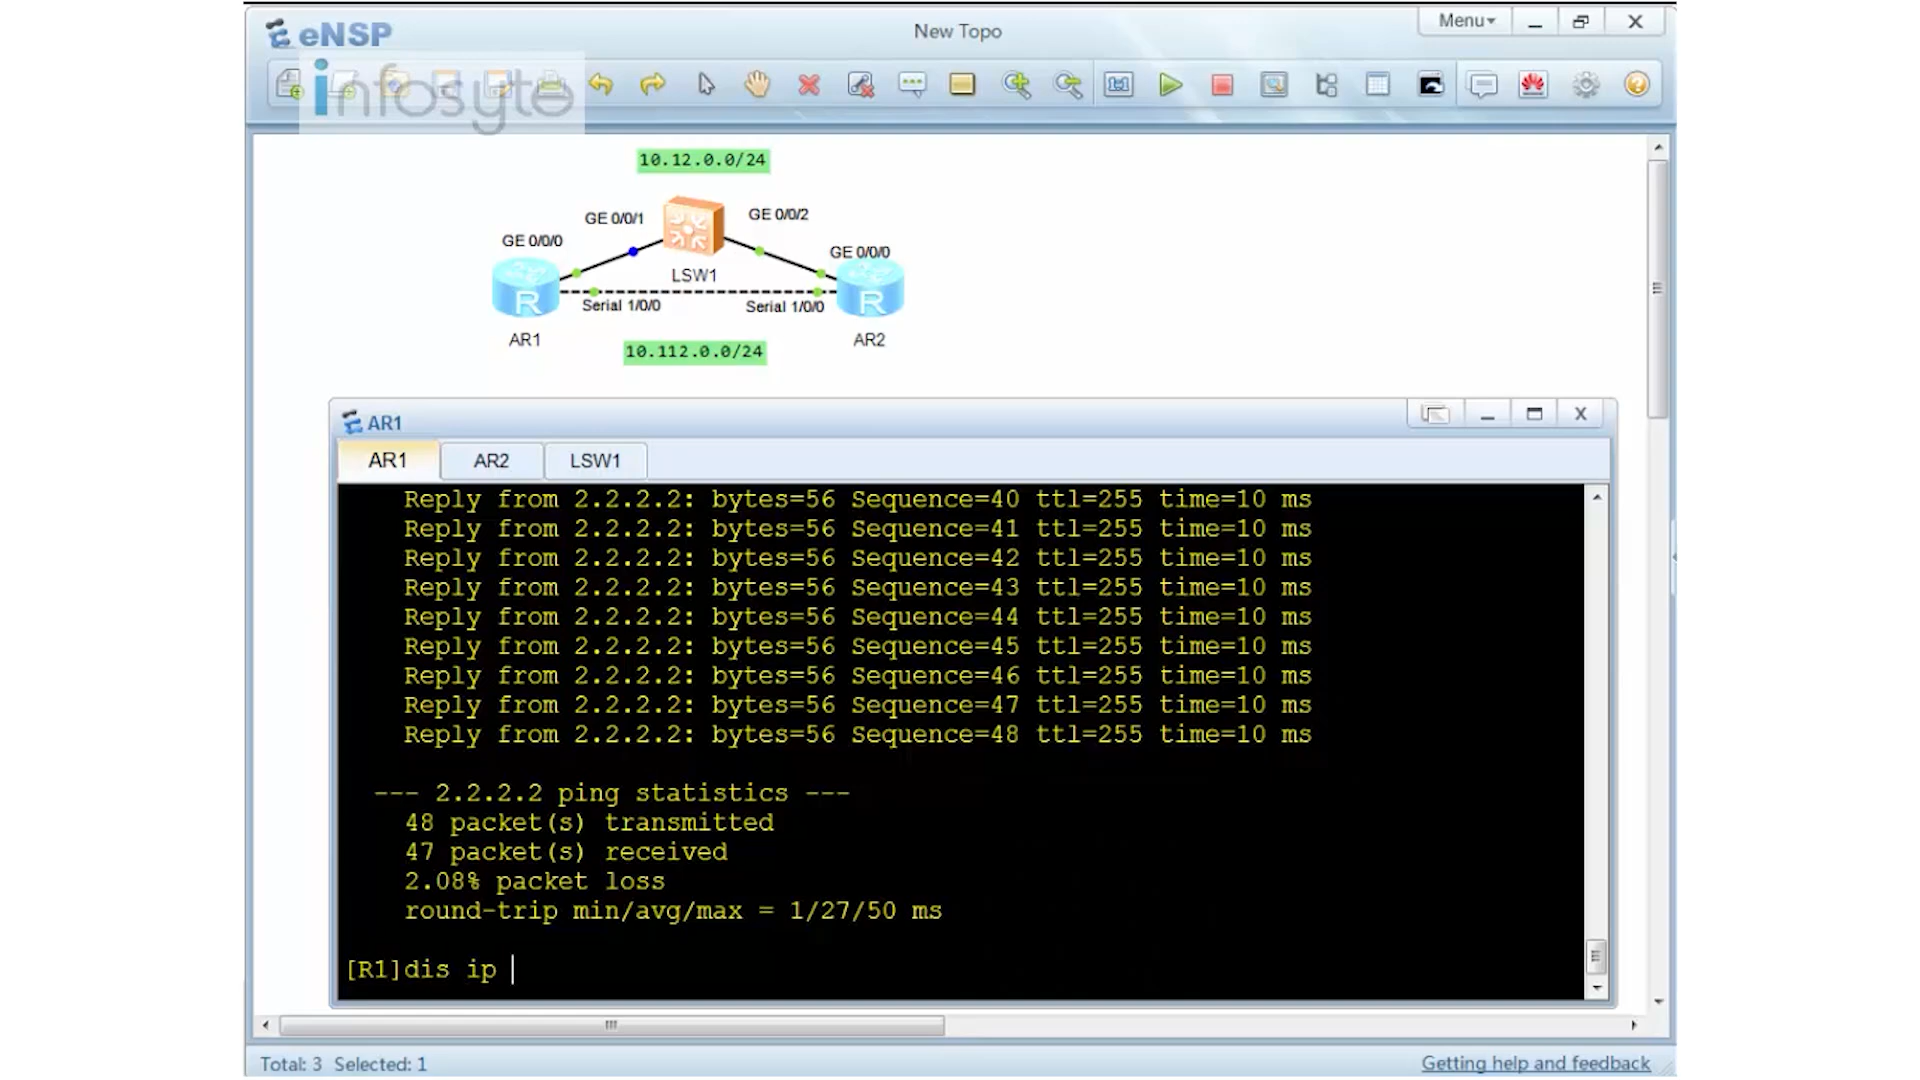 eNSP
New Topo
Menu
infosyte
10.12.0.0/24
GE 0/0/1
GE 0/0/2
GE 0/0/0
GE 0/0/0
LSW1
Serial 1/0/0
Serial 1/0/0
R
R
AR1
AR2
10.112.0.0/24
AR1
AR1
AR2
LSW1
Reply from 2.2.2.2: bytes=56 Sequence=40 ttl=255 time=10 ms
Reply from 2.2.2.2: bytes=56 Sequence=41 ttl=255 time=10 ms
Reply from 2.2.2.2: bytes=56 Sequence=42 ttl=255 time=10 ms
Reply from 2.2.2.2: bytes=56 Sequence=43 ttl=255 time=10 ms
Reply from 2.2.2.2: bytes=56 Sequence=44 ttl=255 time=10 ms
Reply from 2.2.2.2: bytes=56 Sequence=45 ttl=255 time=10 ms
Reply from 2.2.2.2: bytes=56 Sequence=46 ttl=255 time=10 ms
Reply from 2.2.2.2: bytes=56 Sequence=47 ttl=255 time=10 ms
Reply from 2.2.2.2: bytes=56 Sequence=48 ttl=255 time=10 ms
--- 2.2.2.2 ping statistics ---
48 packet(s) transmitted
47 packet(s) received
2.08% packet loss
round-trip min/avg/max = 1/27/50 ms
[R1]dis ip
Total: 3 Selected: 1
Getting help and feedback